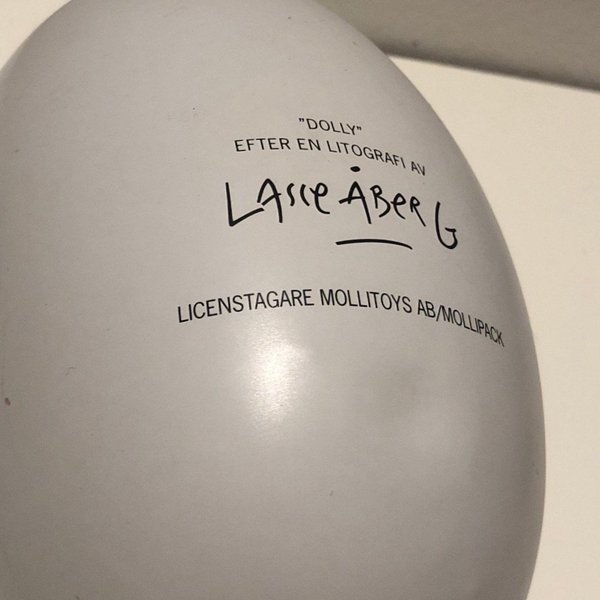 "DOLLY"
EFTER EN LITOGRAFI AV
LASSE ÅBERG
LICENSTAGARE MOLLITOYS AB/MOLLIPACK